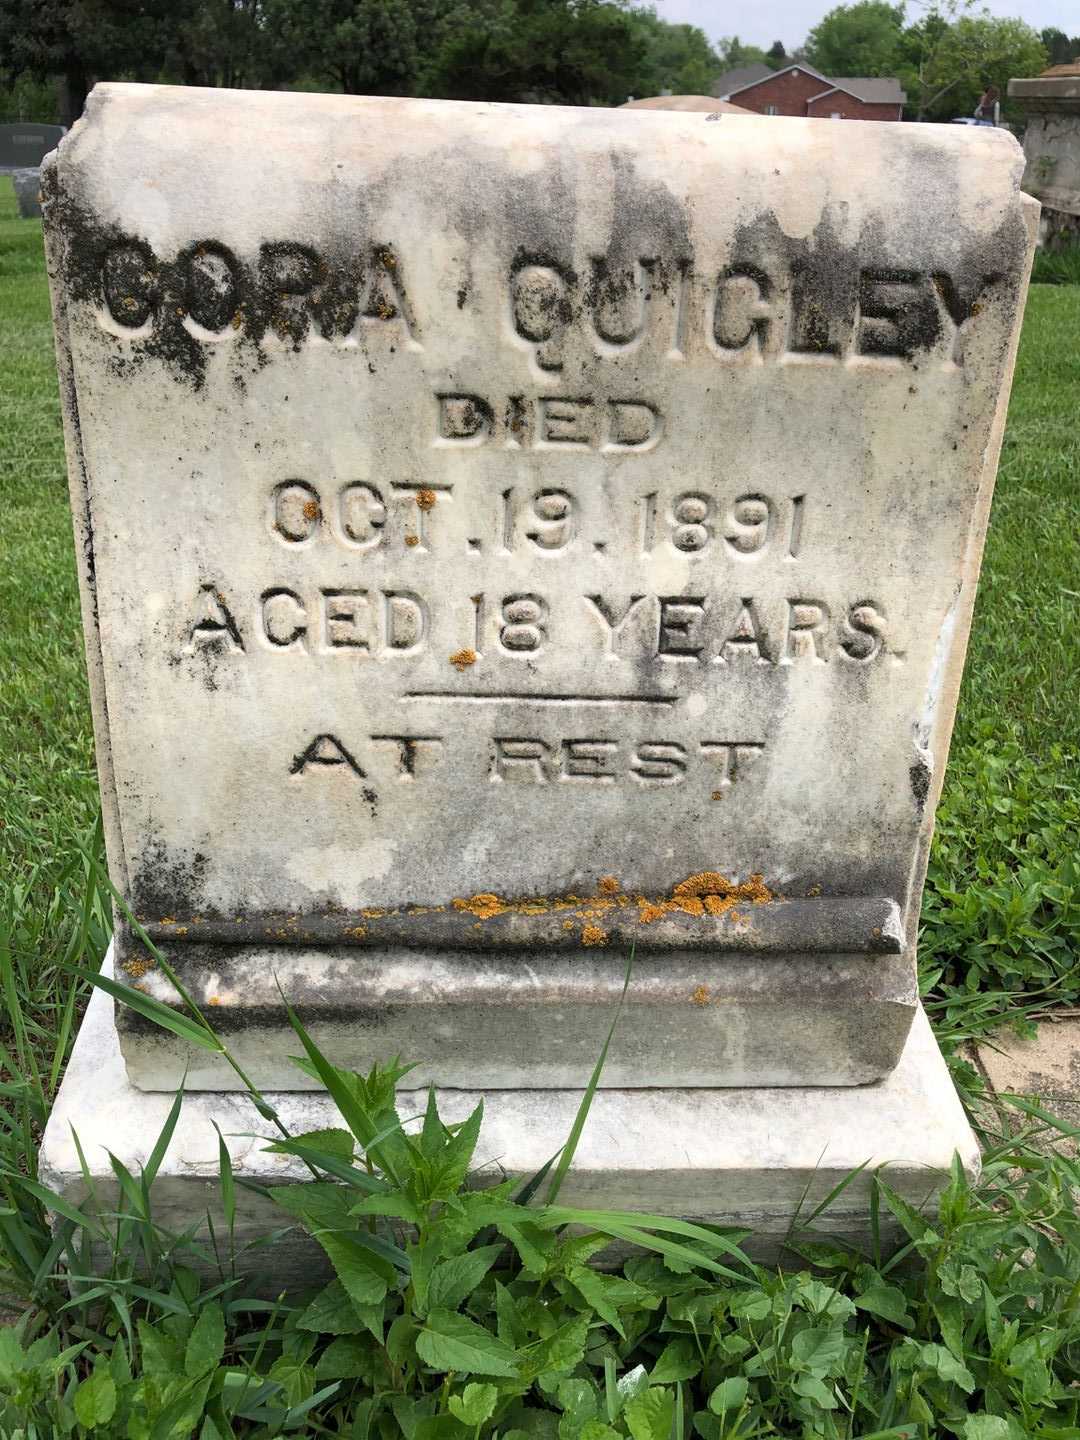 CORA QUIGLEY
DIED
OCT. 19. 1891
AGED 18 YEARS.
AT REST